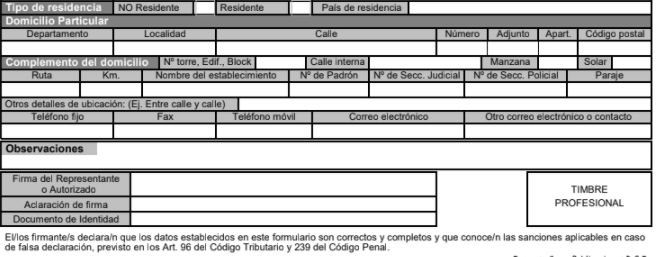 Tipo de residencia NO Residente Residente País de residencia
Domicilio Particular
Departamento Localidad Calle Número Adjunto Apart. Código postal
Complemento del domicilio Nº torre, Edif., Block Calle interna Manzana Solar
Ruta Km. Nombre del establecimiento Nº de Padrón Nº de Secc. Judicial Nº de Secc. Policial Paraje
Otros detalles de ubicación: (Ej. Entre calle y calle)
Teléfono fijo Fax Teléfono móvil Correo electrónico Otro correo electrónico o contacto
Observaciones
Firma del Representante
o Autorizado
Aclaración de firma
Documento de Identidad
TIMBRE
PROFESIONAL
El/los firmante/s declara/n que los datos establecidos en este formulario son correctos y completos y que conoce/n las sanciones aplicables en caso
de falsa declaración, previsto en los Art. 96 del Código Tributario y 239 del Código Penal.